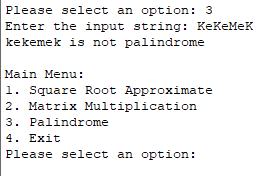 Please select an option: 3
Enter the input string: KeKeMeK
kekemek is not palindrome
Main Menu:
1. Square Root Approximate
2. Matrix Multiplication
3. Palindrome
4. Exit
Please select an option: